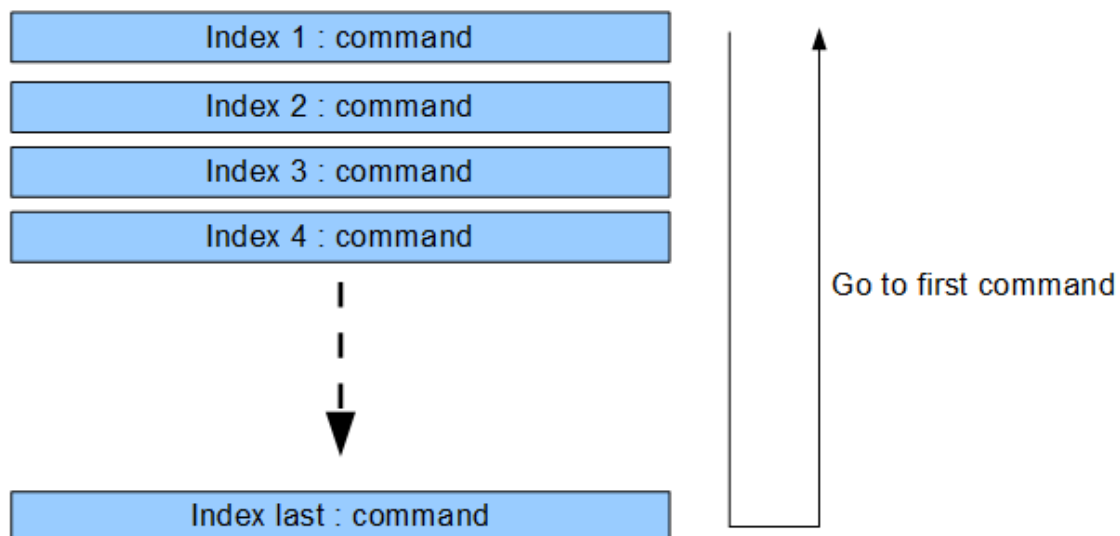 Index 1 : command
Index 2 : command
Index 3 : command
Index 4 : command
Go to first command
Index last : command